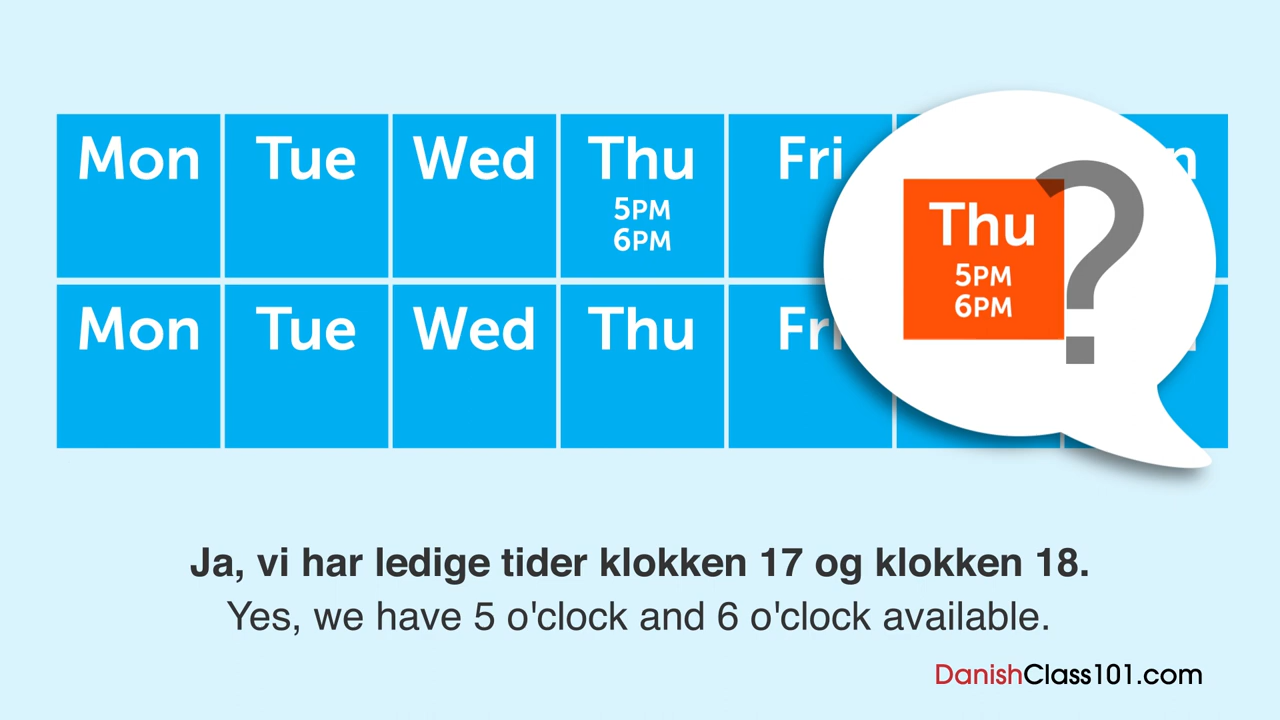 Mon Tue Wed Thu Fri
5PM
6PM
Thu
5PM
6PM
Mon Tue Wed Thu Fri
Ja, vi har ledige tider klokken 17 og klokken 18.
Yes, we have 5 o'clock and 6 o'clock available.
DanishClass101.com